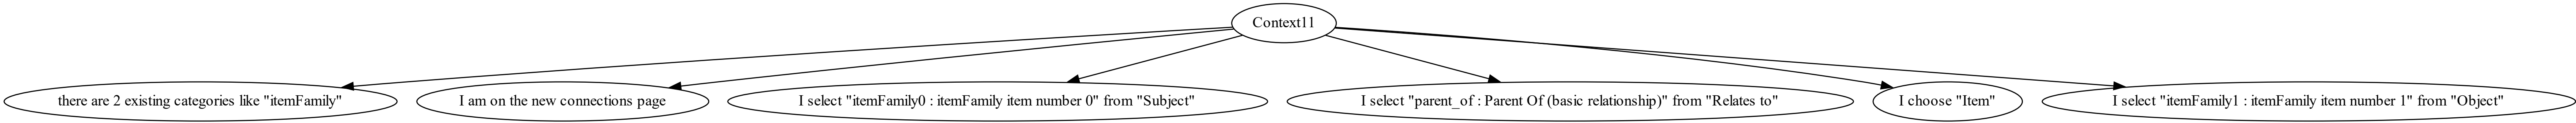 Context11
there are 2 existing categories like "itemFamily"
I am on the new connections page
I select "itemFamily0 : itemFamily item number 0" from "Subject"
I select "parent_of : Parent Of (basic relationship)" from "Relates to"
I choose "Item"
I select "itemFamily1 : itemFamily item number 1" from "Object"